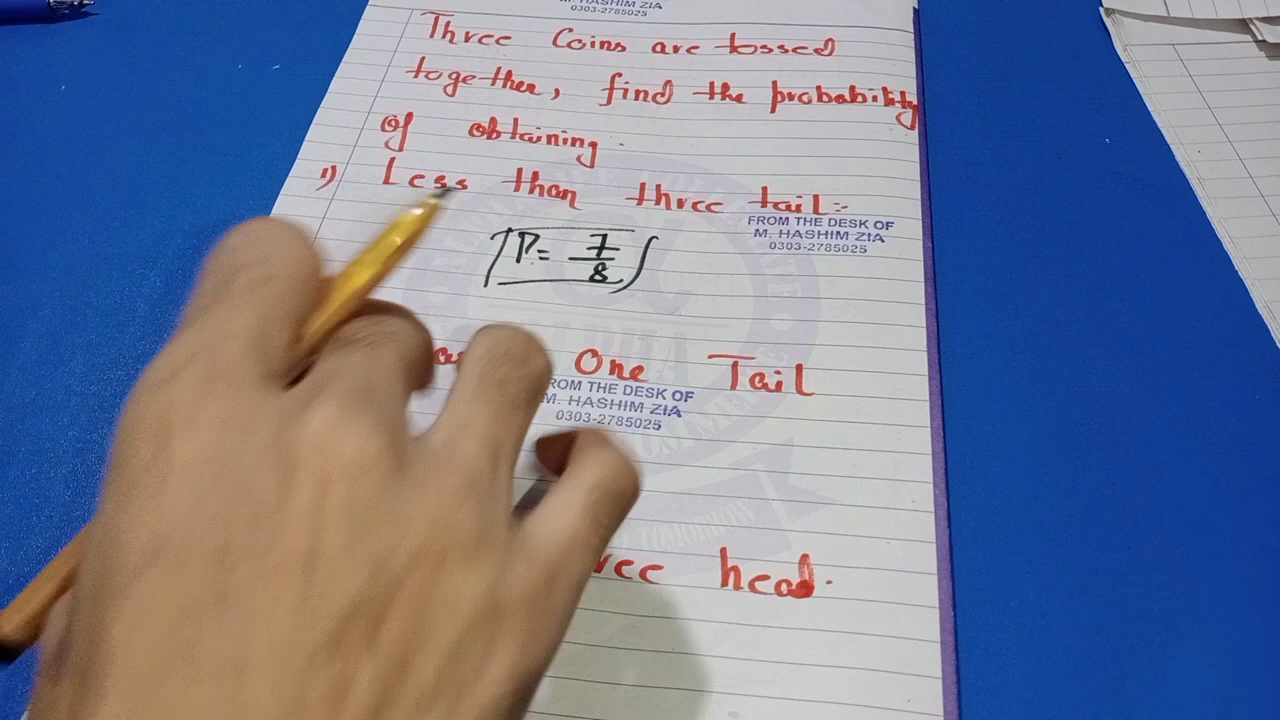 M. HASHIM ZIA
0303-2785025
Three Coins are tossed
together, find the probability
of obtaining.
1) Less than three tail:-
FROM THE DESK OF
M. HASHIM ZIA
0303-2785025
P = 7/8
One Tail
FROM THE DESK OF
M. HASHIM ZIA
0303-2785025
TOMORROW
head.